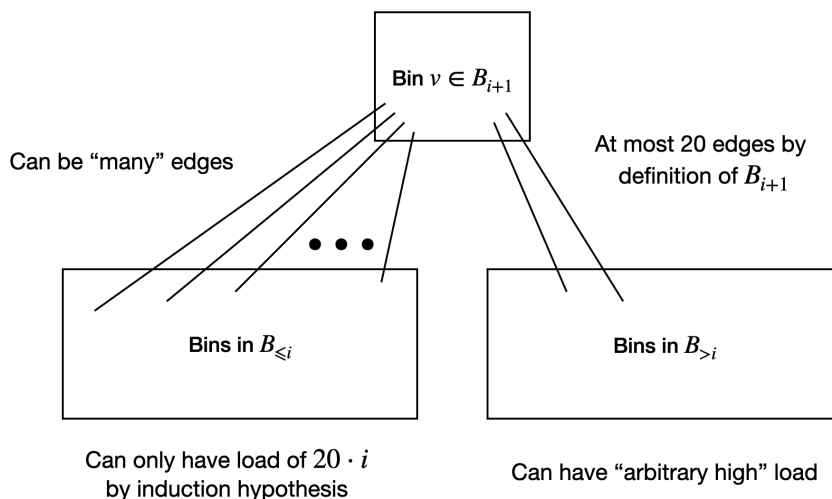 Bin v ∈ B_{i+1}
Can be “many” edges
At most 20 edges by
definition of B_{i+1}
Bins in B_{⩽i}
Bins in B_{>i}
Can only have load of 20 · i
by induction hypothesis
Can have “arbitrary high” load